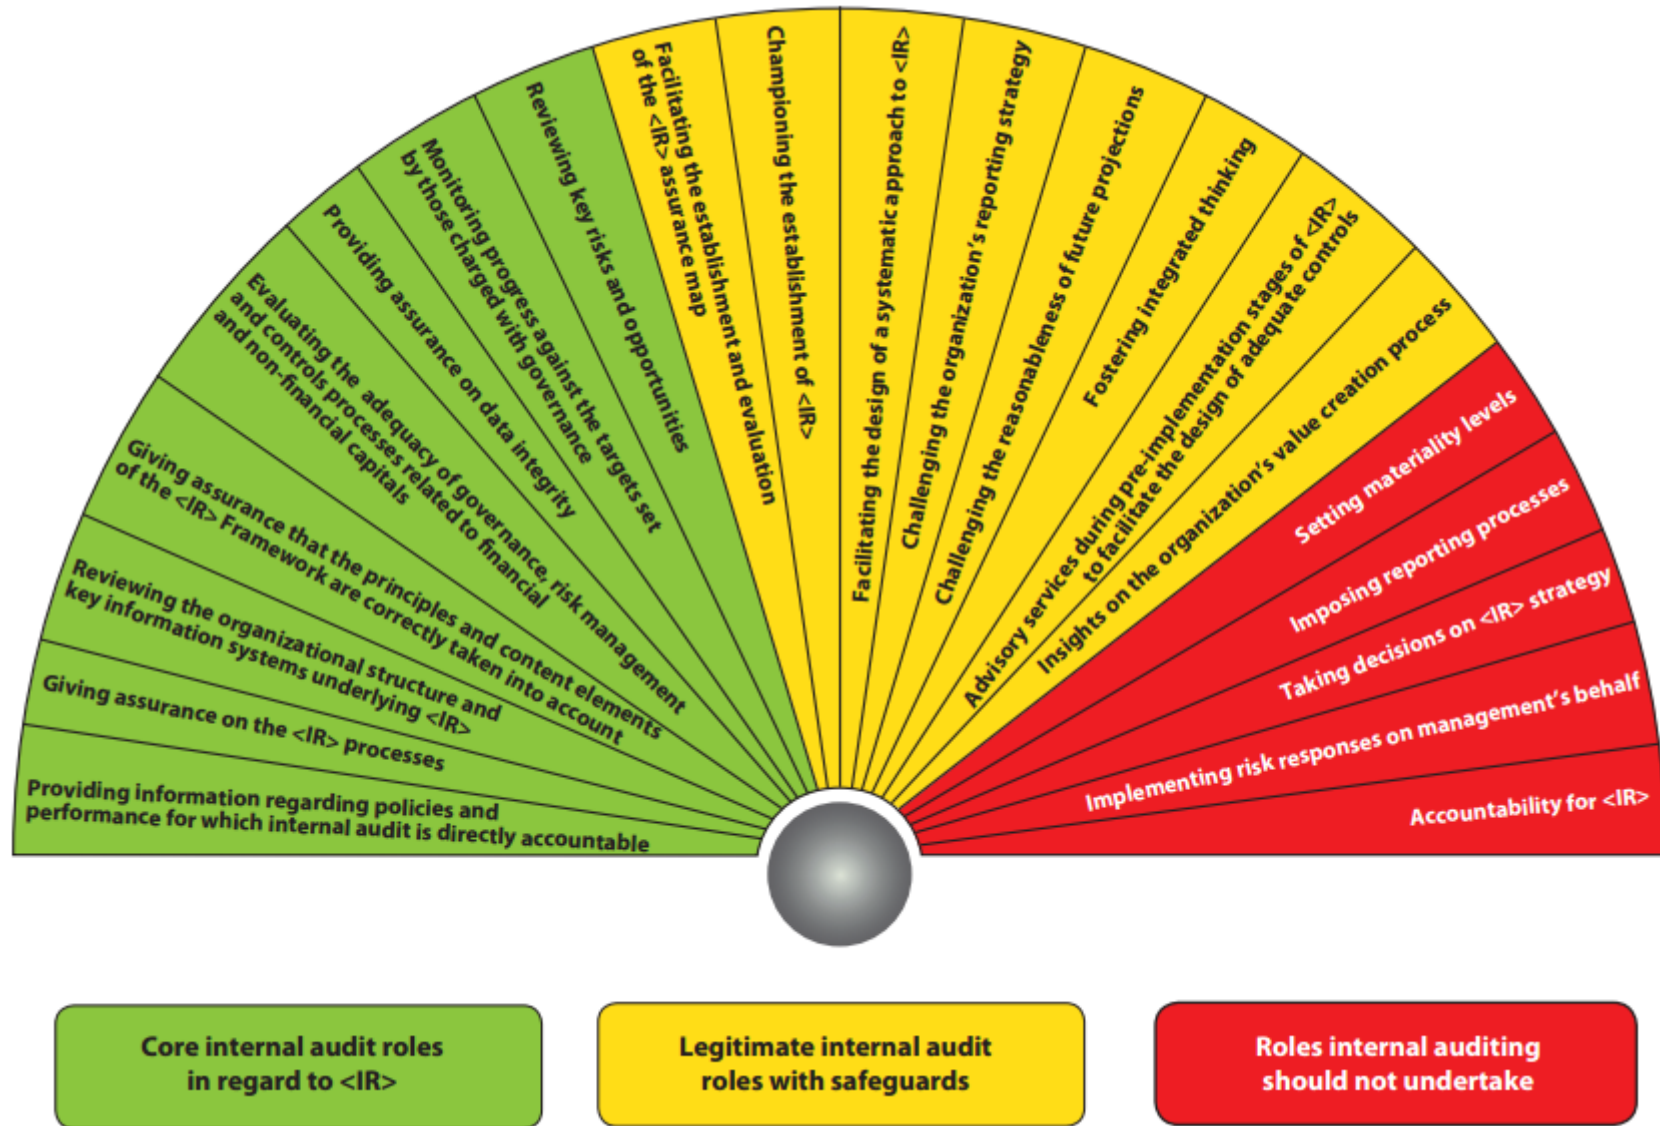 Providing information regarding policies and
performance for which internal audit is directly accountable
Giving assurance on the <IR> processes
Reviewing the organizational structure and
key information systems underlying <IR>
Giving assurance that the principles and content elements
of the <IR> Framework are correctly taken into account
Evaluating the adequacy of governance, risk management
and controls processes related to financial
and non-financial capitals
Providing assurance on data integrity
Monitoring progress against the targets set
by those charged with governance
Reviewing key risks and opportunities
Facilitating the establishment and evaluation
of the <IR> assurance map
Championing the establishment of <IR>
Facilitating the design of a systematic approach to <IR>
Challenging the organization's reporting strategy
Challenging the reasonableness of future projections
Fostering integrated thinking
Advisory services during pre-implementation stages of <IR>
to facilitate the design of adequate controls
Insights on the organization's value creation process
Setting materiality levels
Imposing reporting processes
Taking decisions on <IR> strategy
Implementing risk responses on management's behalf
Accountability for <IR>
Core internal audit roles
in regard to <IR>
Legitimate internal audit
roles with safeguards
Roles internal auditing
should not undertake